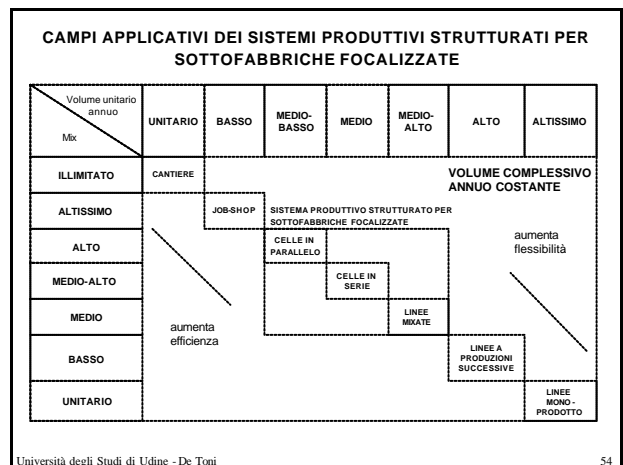 CAMPI APPLICATIVI DEI SISTEMI PRODUTTIVI STRUTTURATI PER
SOTTOFABBRICHE FOCALIZZATE
Volume unitario
annuo
Mix
UNITARIO
BASSO
MEDIO-
BASSO
MEDIO
MEDIO-
ALTO
ALTO
ALTISSIMO
ILLIMITATO
CANTIERE
VOLUME COMPLESSIVO
ANNUO COSTANTE
ALTISSIMO
JOB-SHOP
SISTEMA PRODUTTIVO STRUTTURATO PER
SOTTOFABBRICHE FOCALIZZATE
ALTO
CELLE IN
PARALLELO
aumenta
flessibilità
MEDIO-ALTO
CELLE IN
SERIE
MEDIO
aumenta
efficienza
LINEE
MIXATE
BASSO
LINEE A
PRODUZIONI
SUCCESSIVE
UNITARIO
LINEE
MONO -
PRODOTTO
Università degli Studi di Udine - De Toni
54